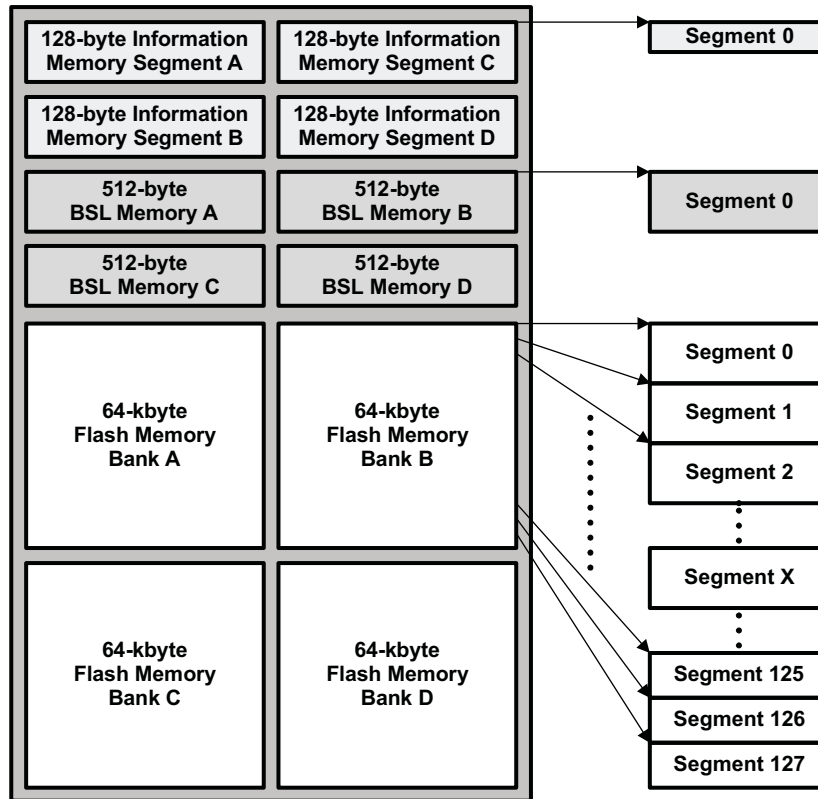 128-byte Information
Memory Segment A
128-byte Information
Memory Segment C
Segment 0
128-byte Information
Memory Segment B
128-byte Information
Memory Segment D
512-byte
BSL Memory A
512-byte
BSL Memory B
Segment 0
512-byte
BSL Memory C
512-byte
BSL Memory D
64-kbyte
Flash Memory
Bank A
64-kbyte
Flash Memory
Bank B
Segment 0
Segment 1
Segment 2
Segment X
64-kbyte
Flash Memory
Bank C
64-kbyte
Flash Memory
Bank D
Segment 125
Segment 126
Segment 127